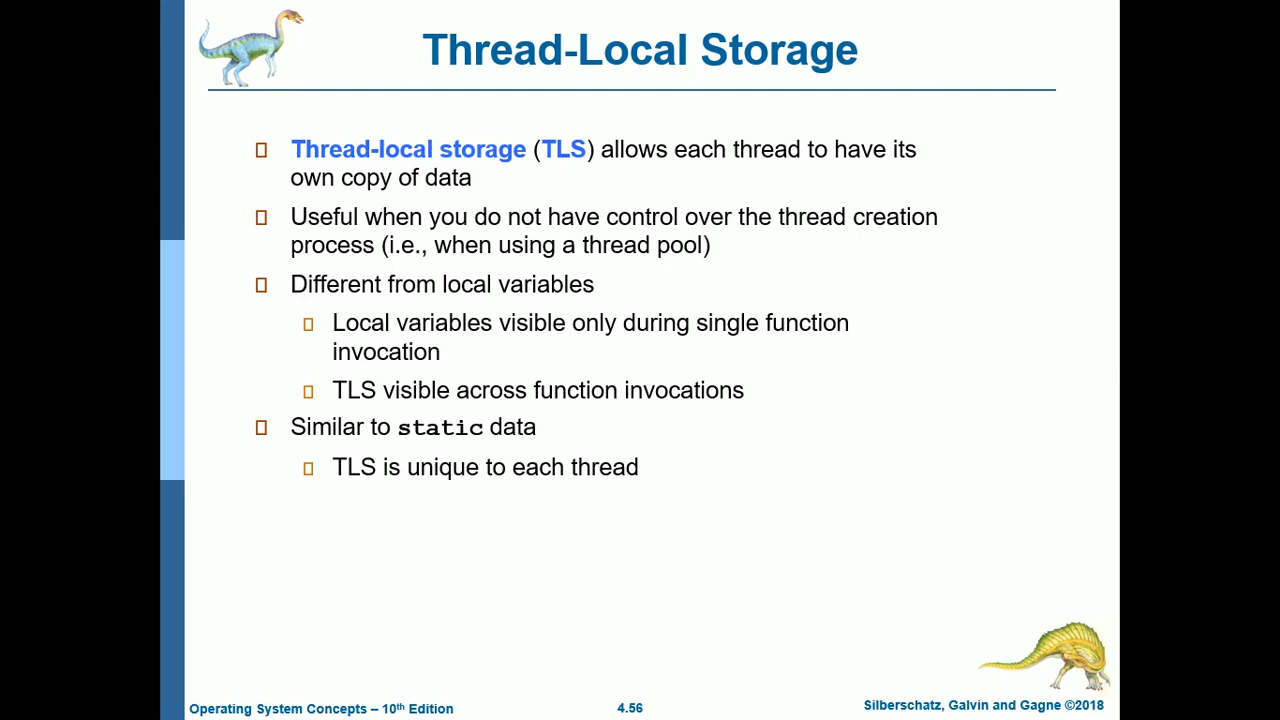 Thread-Local Storage
Thread-local storage (TLS) allows each thread to have its
own copy of data
Useful when you do not have control over the thread creation
process (i.e., when using a thread pool)
Different from local variables
Local variables visible only during single function
invocation
TLS visible across function invocations
Similar to static data
TLS is unique to each thread
Operating System Concepts – 10th Edition
4.56
Silberschatz, Galvin and Gagne ©2018